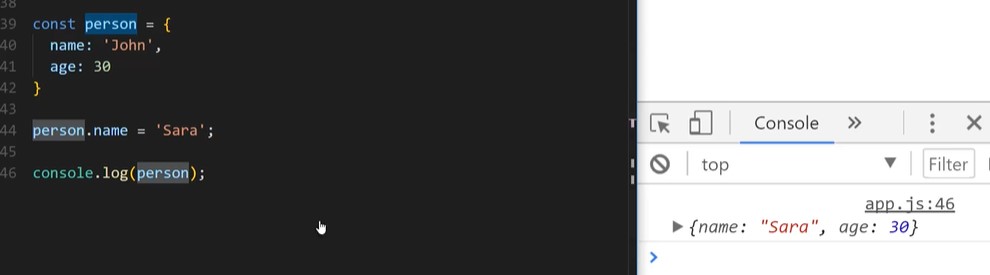 38
39 const person = {
40 name: 'John',
41 age: 30
42 }
43
44 person.name = 'Sara';
45
46 console.log(person);
Console
top
Filter
app.js:46
{name: "Sara", age: 30}